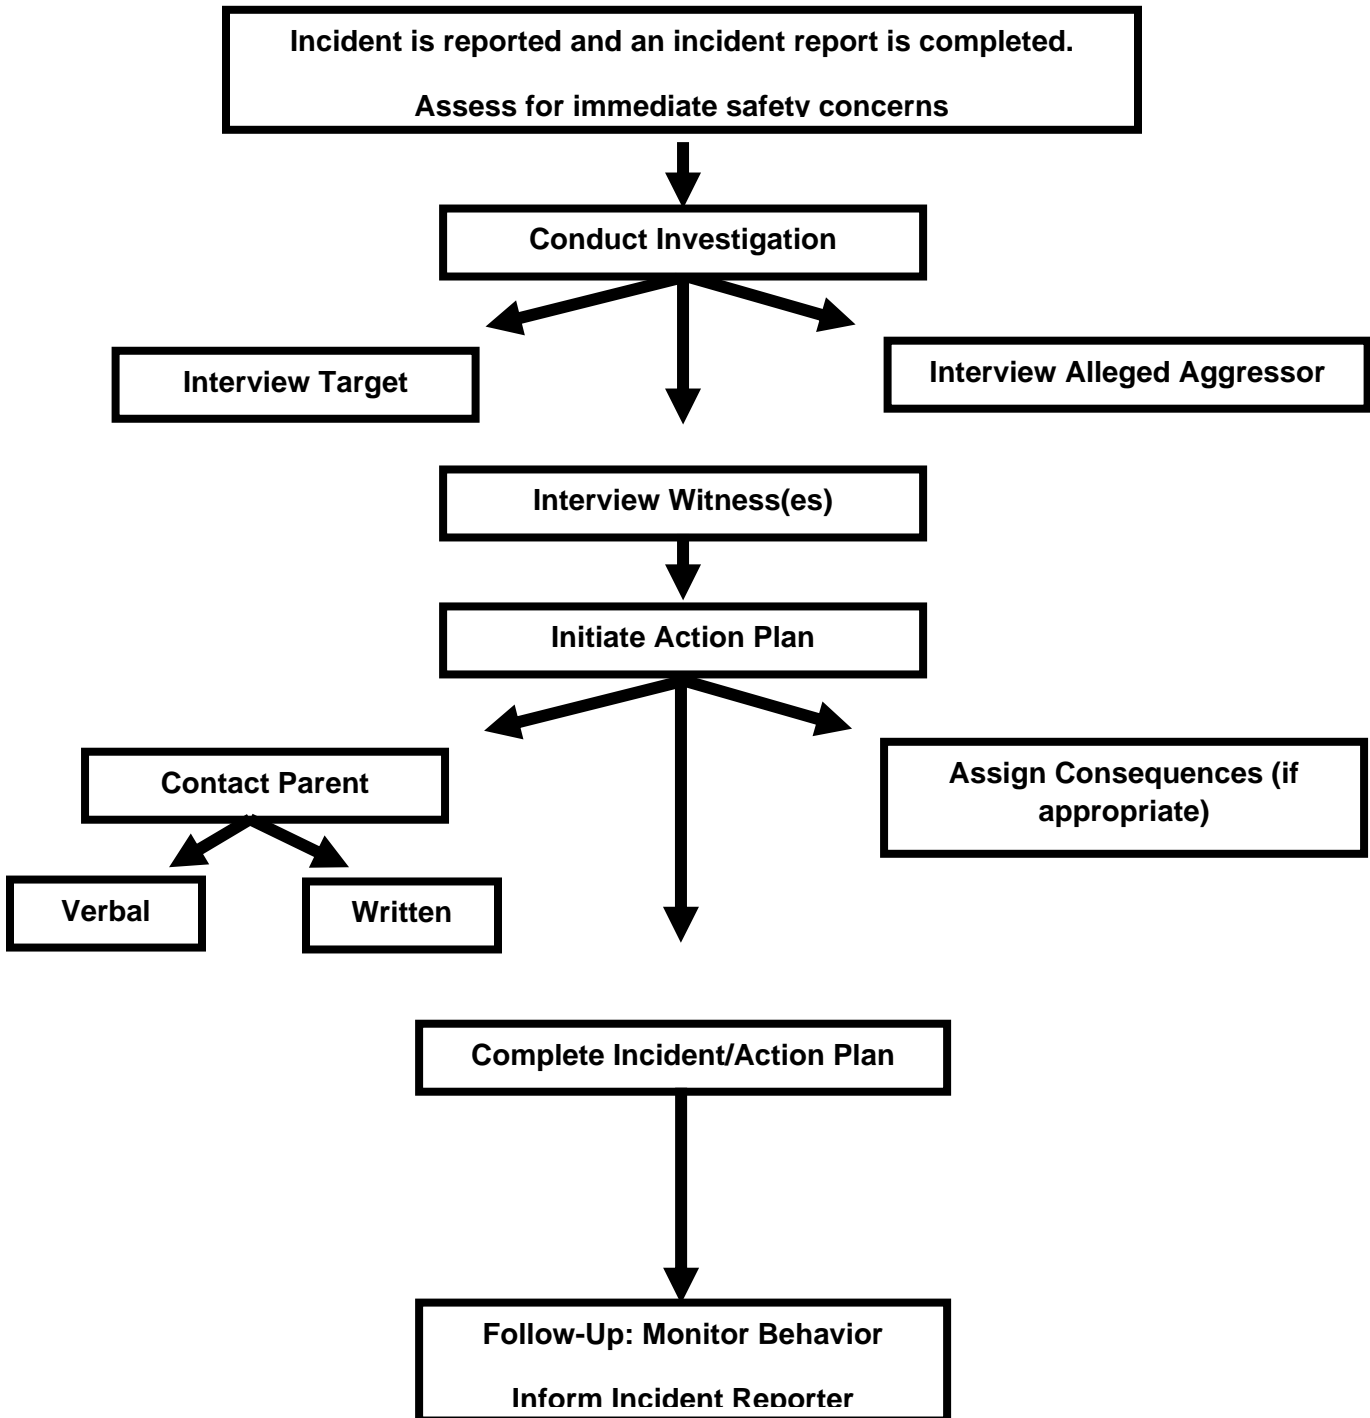 Incident is reported and an incident report is completed.
Assess for immediate safety concerns
Conduct Investigation
Interview Target
Interview Alleged Aggressor
Interview Witness(es)
Initiate Action Plan
Contact Parent
Assign Consequences (if
appropriate)
Verbal
Written
Complete Incident/Action Plan
Follow-Up: Monitor Behavior
Inform Incident Reporter